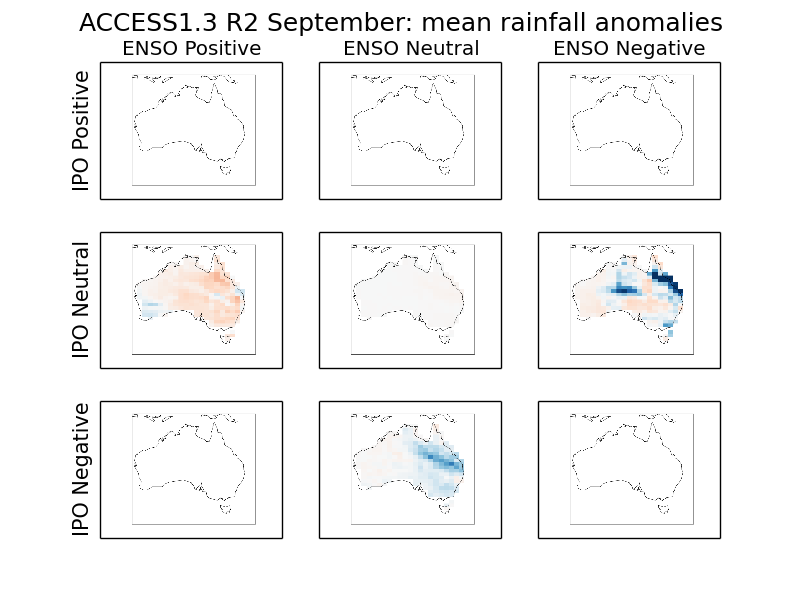 ACCESS1.3 R2 September: mean rainfall anomalies
ENSO Positive ENSO Neutral ENSO Negative
IPO Positive
IPO Neutral
IPO Negative